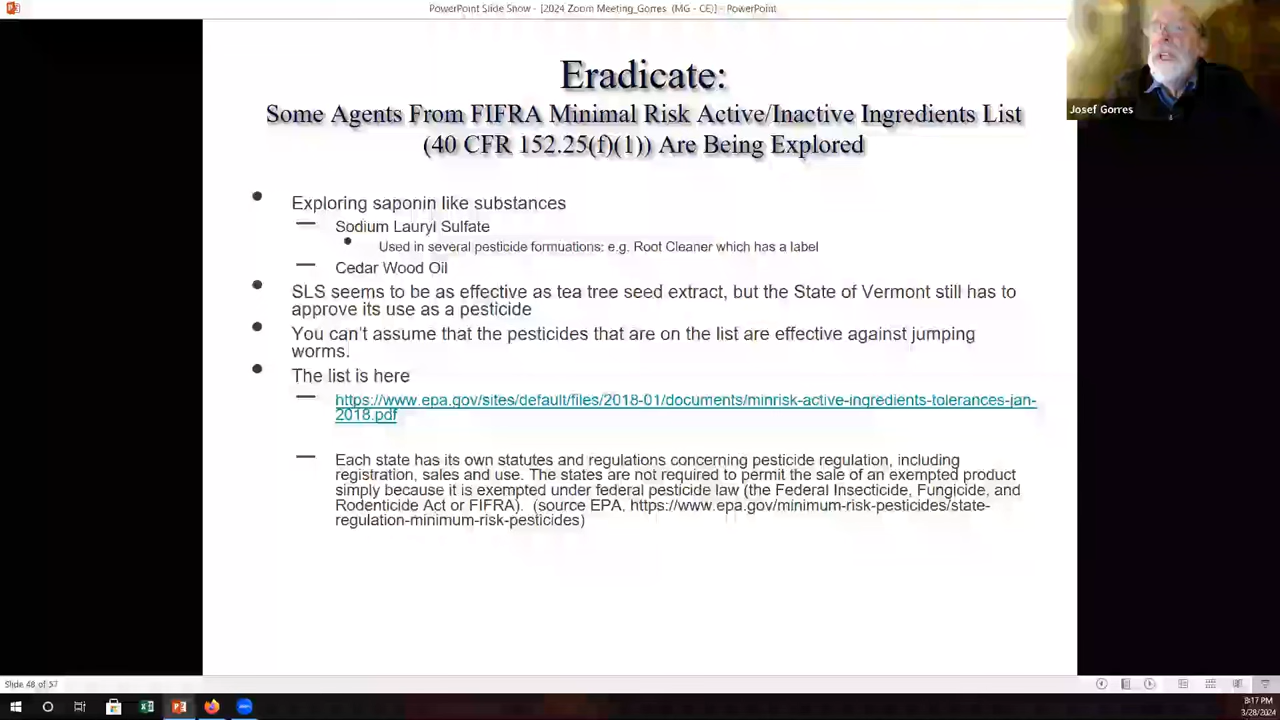 PowerPoint Slide Show - [2024 Zoom Meeting_Gorres (MG - CE)] - PowerPoint
Josef Gorres
Eradicate:
Some Agents From FIFRA Minimal Risk Active/Inactive Ingredients List
(40 CFR 152.25(f)(1)) Are Being Explored
Exploring saponin like substances
Sodium Lauryl Sulfate
Used in several pesticide formuations: e.g. Root Cleaner which has a label
Cedar Wood Oil
SLS seems to be as effective as tea tree seed extract, but the State of Vermont still has to
approve its use as a pesticide
You can't assume that the pesticides that are on the list are effective against jumping
worms.
The list is here
https://www.epa.gov/sites/default/files/2018-01/documents/minrisk-active-ingredients-tolerances-jan-
2018.pdf
Each state has its own statutes and regulations concerning pesticide regulation, including
registration, sales and use. The states are not required to permit the sale of an exempted product
simply because it is exempted under federal pesticide law (the Federal Insecticide, Fungicide, and
Rodenticide Act or FIFRA). (source EPA, https://www.epa.gov/minimum-risk-pesticides/state-
regulation-minimum-risk-pesticides)
Slide 48 of 57
8:17 PM
3/28/2024